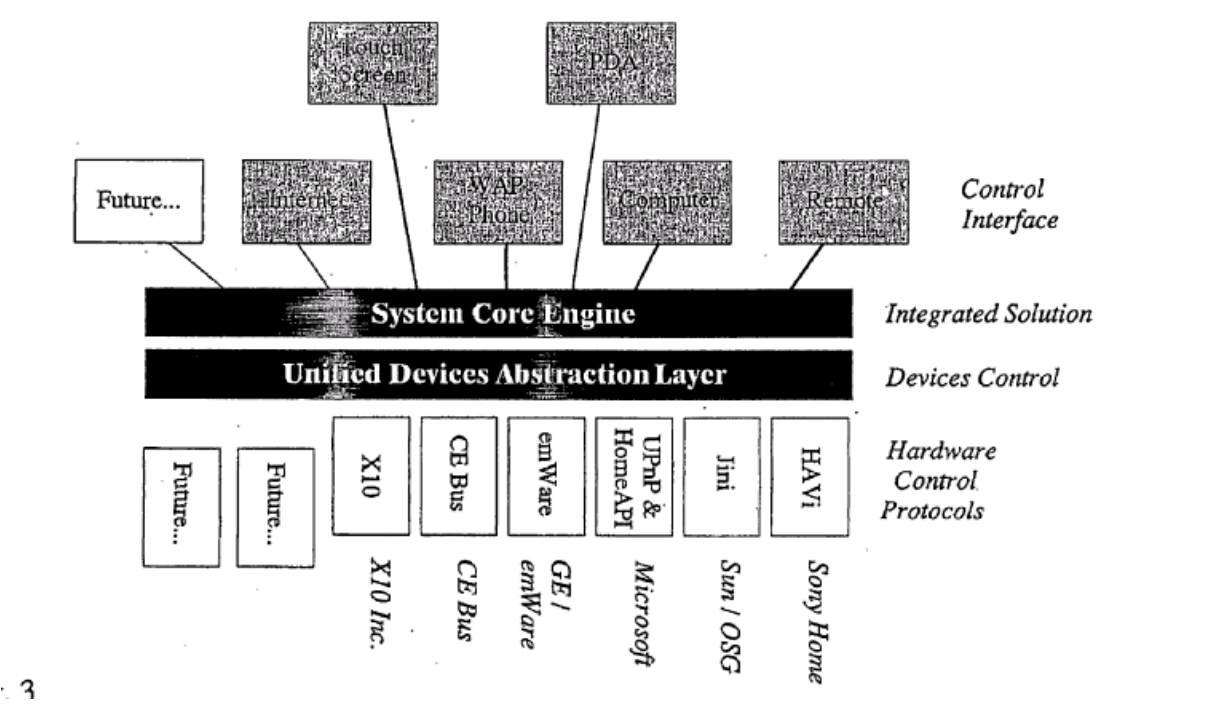 Touch
Screen
PDA
Future...
Internet
WAP
Phone
Computer
Remote
Control
Interface
System Core Engine
Integrated Solution
Unified Devices Abstraction Layer
Devices Control
Future...
Future...
X10
CE Bus
emWare
UPnP &
HomeAPI
Jini
HAVi
Hardware
Control
Protocols
X10 Inc.
CE Bus
GE /
emWare
Microsoft
Sun / OSG
Sony Home
. 3